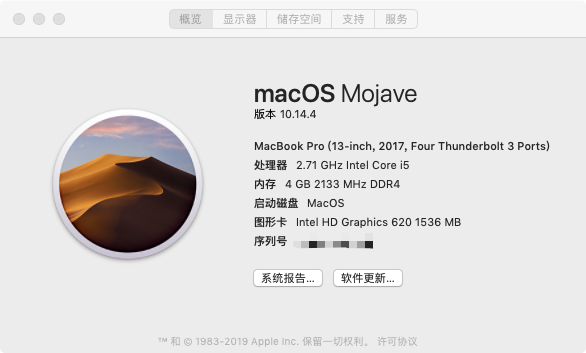 概览 显示器 储存空间 支持 服务
macOS Mojave
版本 10.14.4
MacBook Pro (13-inch, 2017, Four Thunderbolt 3 Ports)
处理器 2.71 GHz Intel Core i5
内存 4 GB 2133 MHz DDR4
启动磁盘 MacOS
图形卡 Intel HD Graphics 620 1536 MB
序列号
系统报告... 软件更新...
™ 和 © 1983-2019 Apple Inc. 保留一切权利。 许可协议